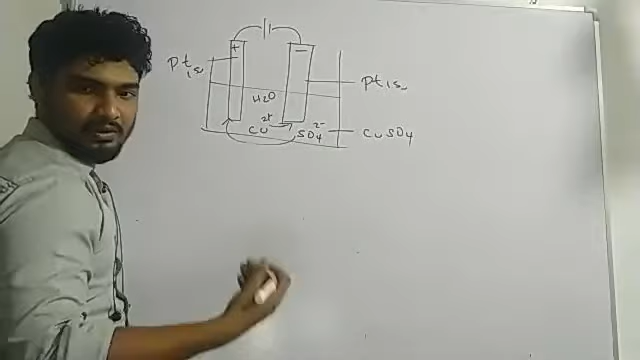 + −
Pt(s)
Pt(s)
H2O
Cu2+ SO4 2− CuSO4